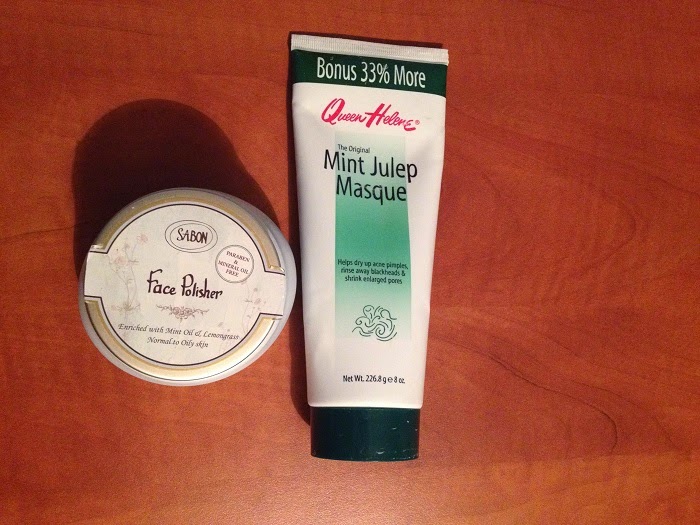 SABON
PARABEN
&
MINERAL OIL
FREE
Face Polisher
Enriched with Mint Oil & Lemongrass
Normal to Oily skin
Bonus 33% More
Queen Helene®
The Original
Mint Julep
Masque
Helps dry up acne pimples,
rinse away blackheads &
shrink enlarged pores
Net Wt. 226.8 g e 8 oz.